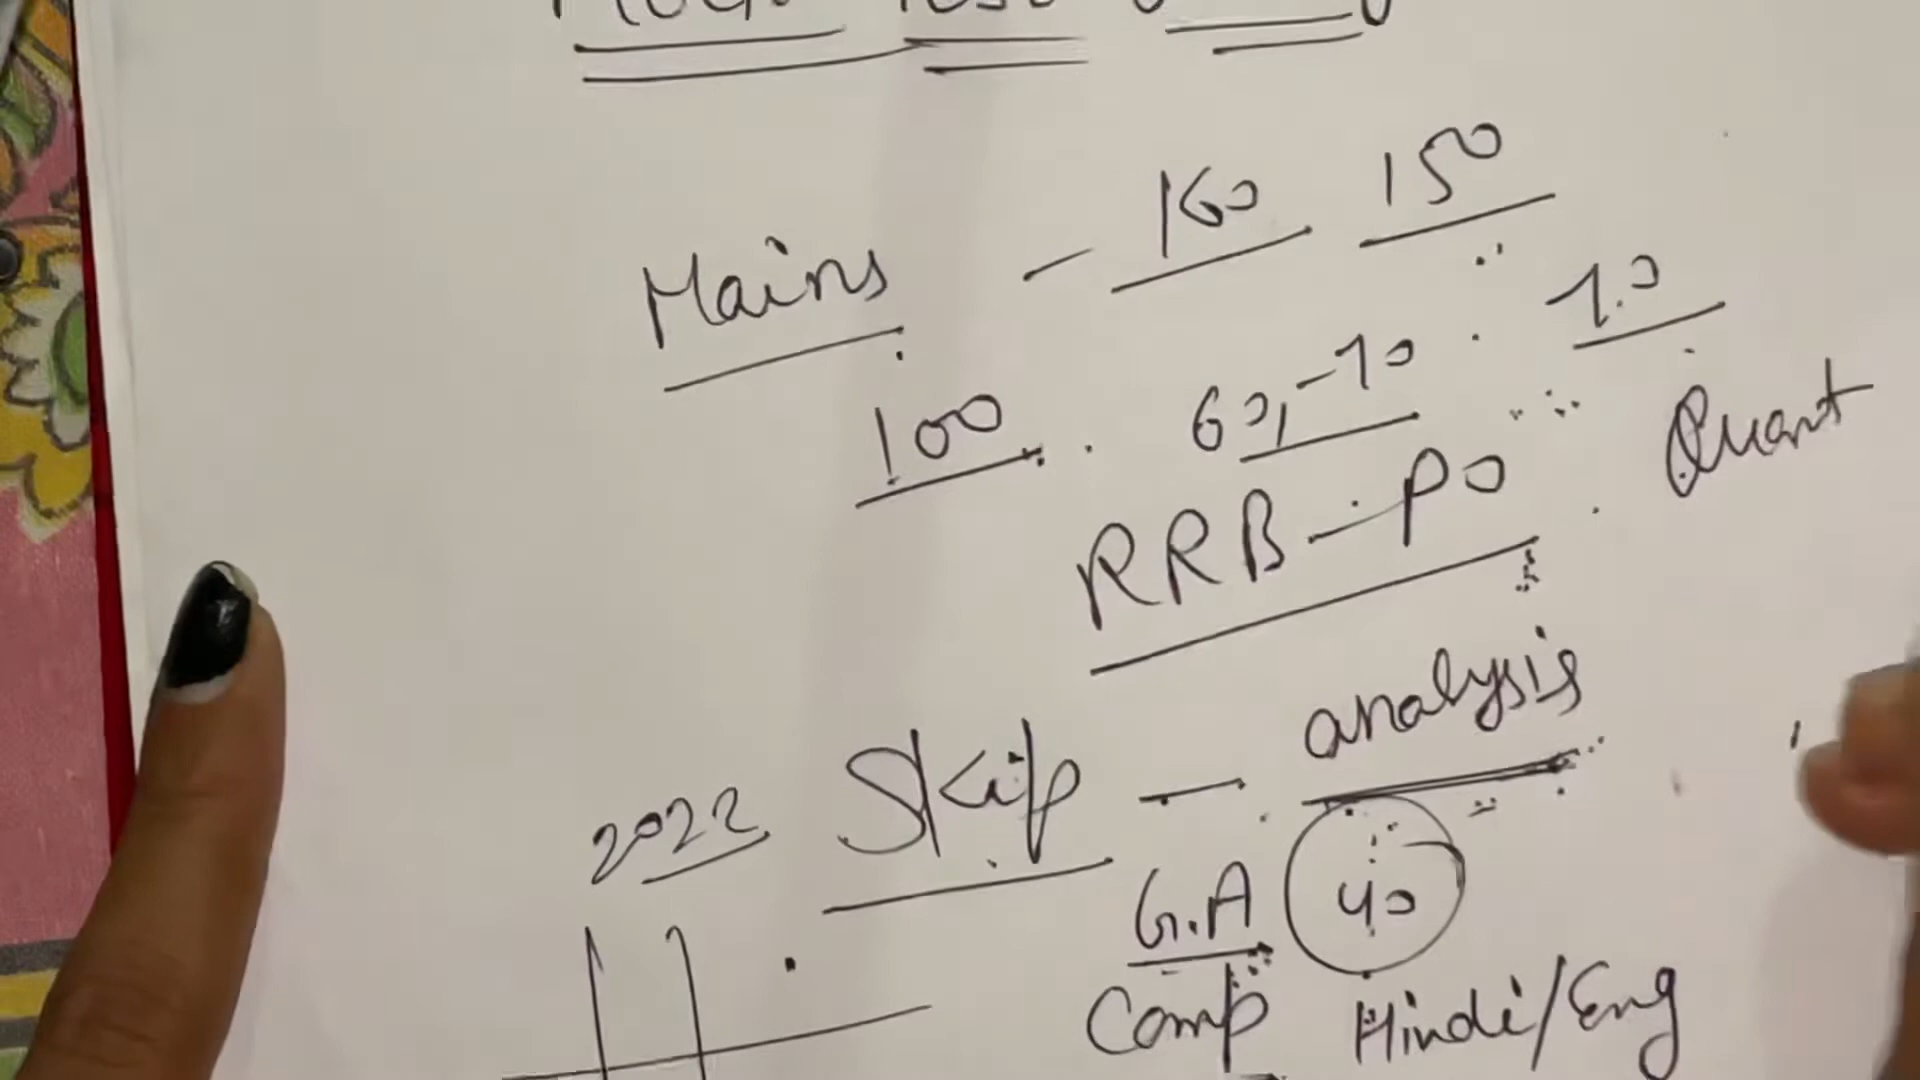 Mains - 160 150
100 60,-70 70
RRB-PO Quant
2022 Skip - analysis
G.A 40
Comp Hindi/Eng